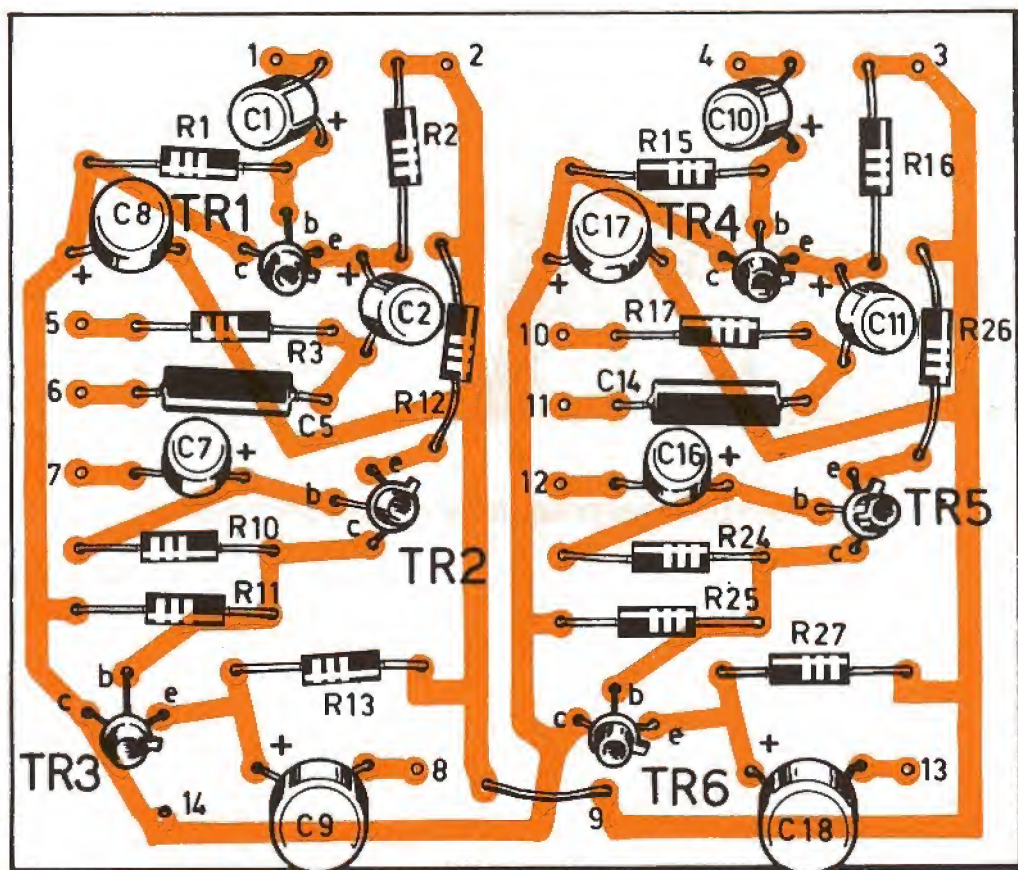 1 2 4 3
C1 C10
R1 R2 R15 R16
+ +
C8 TR1 C17 TR4
b b
e e
c c
+ + + +
5 C2 10 R17 C11 R26
R3
6 C14
C5 R12 11
C7 + C16 +
7 e 12 e
b b TR5
R10 c R24 c
TR2
R11 R25
b R13 R27
c e b
c e
TR3 + 8 TR6 + 13
14 9
C9 C18